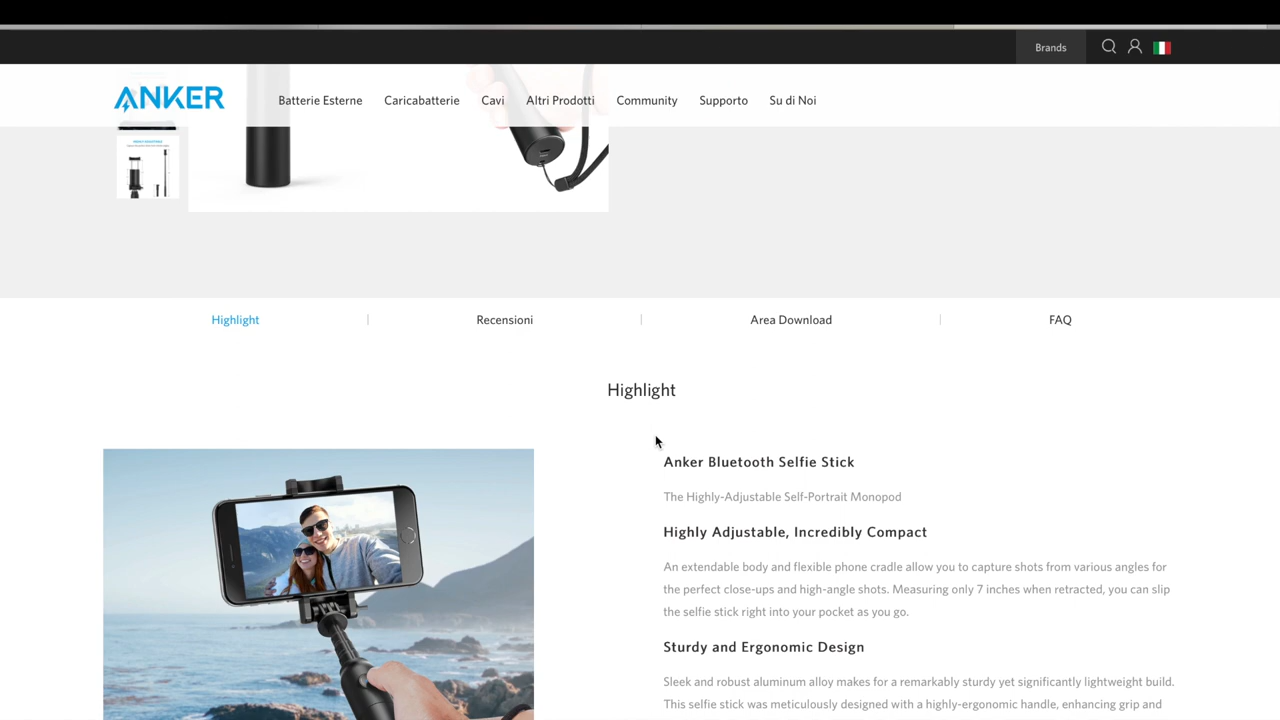 Brands
ANKER
Batterie Esterne
Caricabatterie
Cavi
Altri Prodotti
Community
Supporto
Su di Noi
Highlight
Recensioni
Area Download
FAQ
Highlight
Anker Bluetooth Selfie Stick
The Highly-Adjustable Self-Portrait Monopod
Highly Adjustable, Incredibly Compact
An extendable body and flexible phone cradle allow you to capture shots from various angles for
the perfect close-ups and high-angle shots. Measuring only 7 inches when retracted, you can slip
the selfie stick right into your pocket as you go.
Sturdy and Ergonomic Design
Sleek and robust aluminum alloy makes for a remarkably sturdy yet significantly lightweight build.
This selfie stick was meticulously designed with a highly-ergonomic handle, enhancing grip and